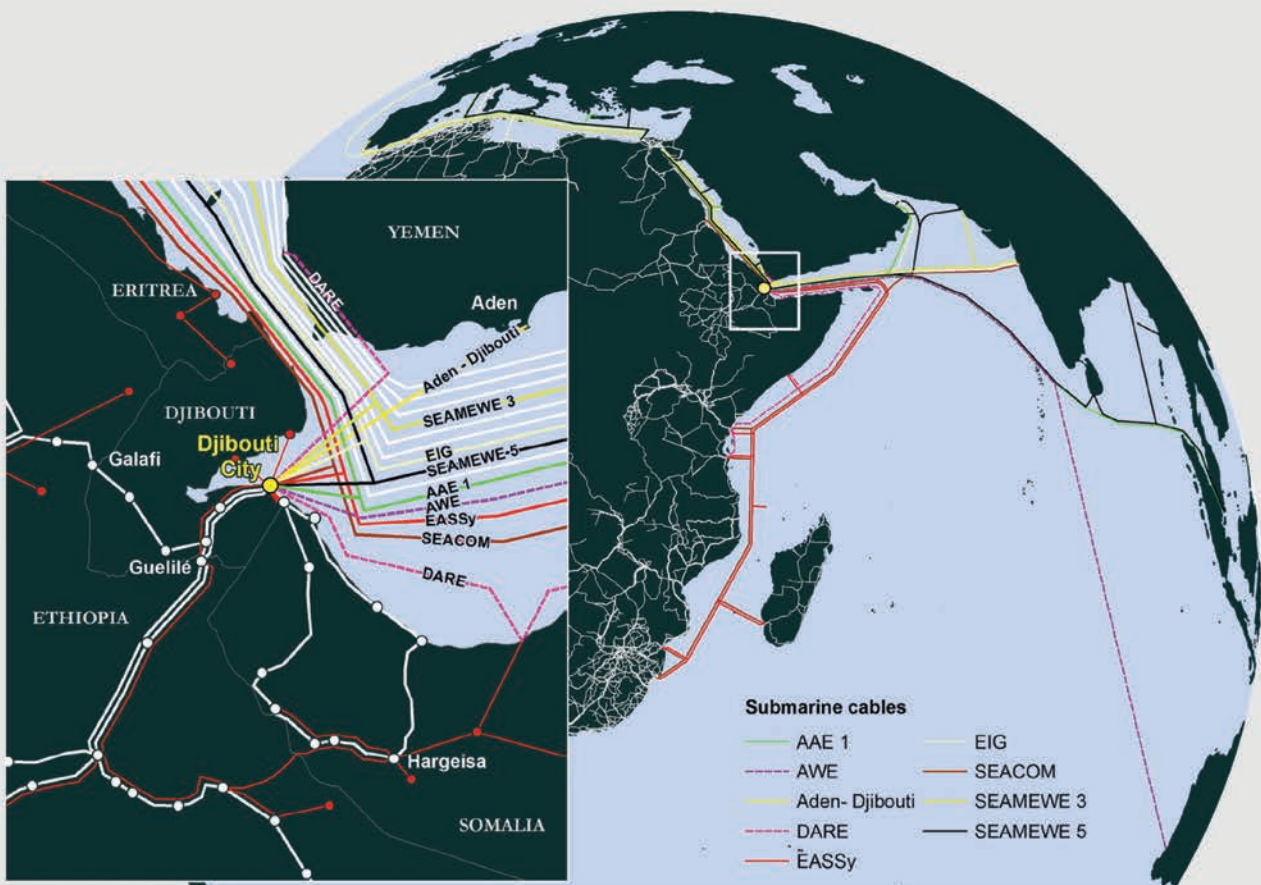 YEMEN
DARE
ERITREA
Aden
Aden - Djibouti
DJIBOUTI
SEAMEWE 3
Djibouti
City
Galafi
EIG
SEAMEWE-5
AAE 1
AWE
EASSy
SEACOM
Guelilé
DARE
ETHIOPIA
Hargeisa
SOMALIA
Submarine cables
AAE 1
AWE
Aden- Djibouti
DARE
EASSy
EIG
SEACOM
SEAMEWE 3
SEAMEWE 5